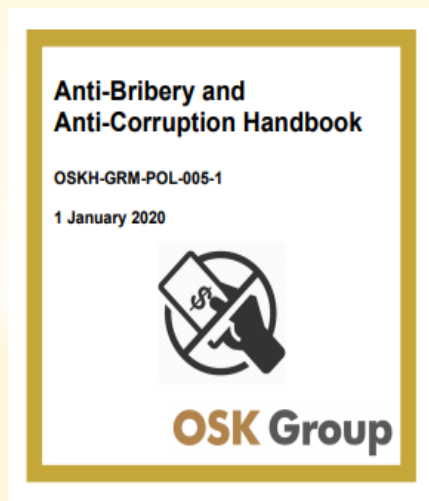 Anti-Bribery and
Anti-Corruption Handbook
OSKH-GRM-POL-005-1
1 January 2020
$
OSK Group